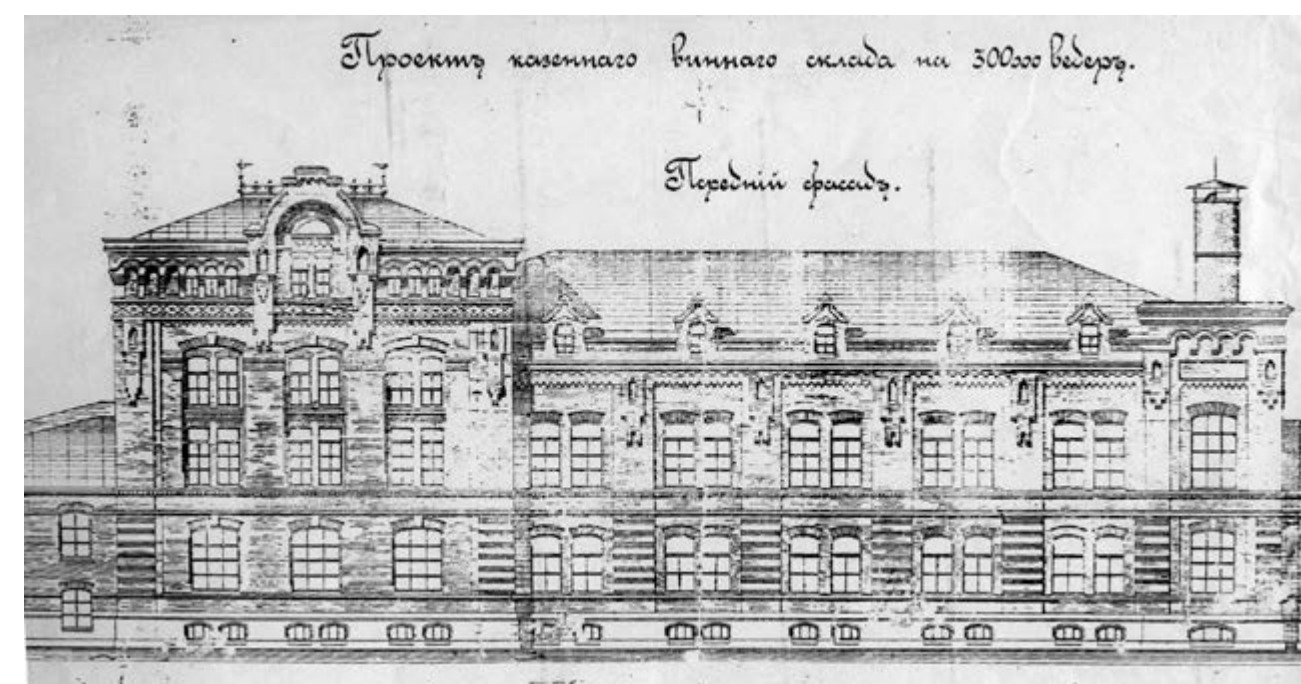 Проектъ казеннаго виннаго склада на 300000 ведеръ.
Передній фасадъ.